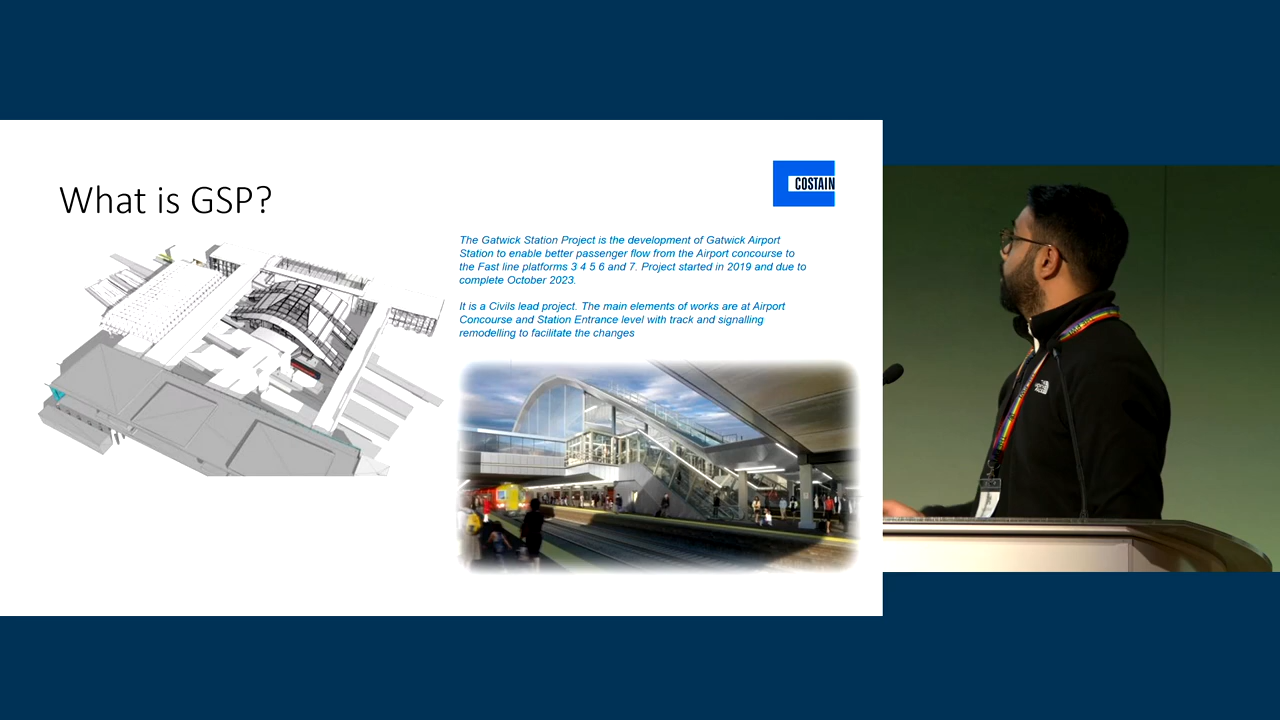 What is GSP?
COSTAIN
The Gatwick Station Project is the development of Gatwick Airport
Station to enable better passenger flow from the Airport concourse to
the Fast line platforms 3 4 5 6 and 7. Project started in 2019 and due to
complete October 2023.
It is a Civils lead project. The main elements of works are at Airport
Concourse and Station Entrance level with track and signalling
remodelling to facilitate the changes